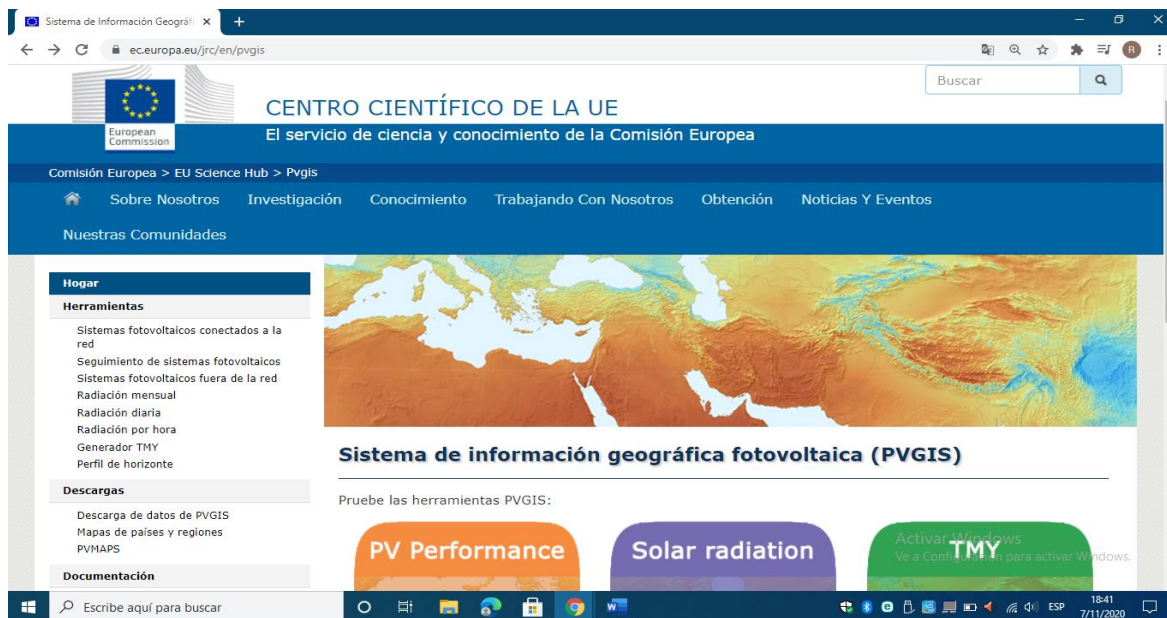 Sistema de Información Geográfi
ec.europa.eu/jrc/en/pvgis
R
Buscar
European
Commission
CENTRO CIENTÍFICO DE LA UE
El servicio de ciencia y conocimiento de la Comisión Europea
Comisión Europea > EU Science Hub > Pvgis
Sobre Nosotros Investigación Conocimiento Trabajando Con Nosotros Obtención Noticias Y Eventos
Nuestras Comunidades
Hogar
Herramientas
Sistemas fotovoltaicos conectados a la
red
Seguimiento de sistemas fotovoltaicos
Sistemas fotovoltaicos fuera de la red
Radiación mensual
Radiación diaria
Radiación por hora
Generador TMY
Perfil de horizonte
Descargas
Descarga de datos de PVGIS
Mapas de países y regiones
PVMAPS
Documentación
Sistema de información geográfica fotovoltaica (PVGIS)
Pruebe las herramientas PVGIS:
PV Performance
Solar radiation
TMY
Activar Windows
Ve a Configuración para activar Windows.
Escribe aquí para buscar
ESP
18:41
7/11/2020